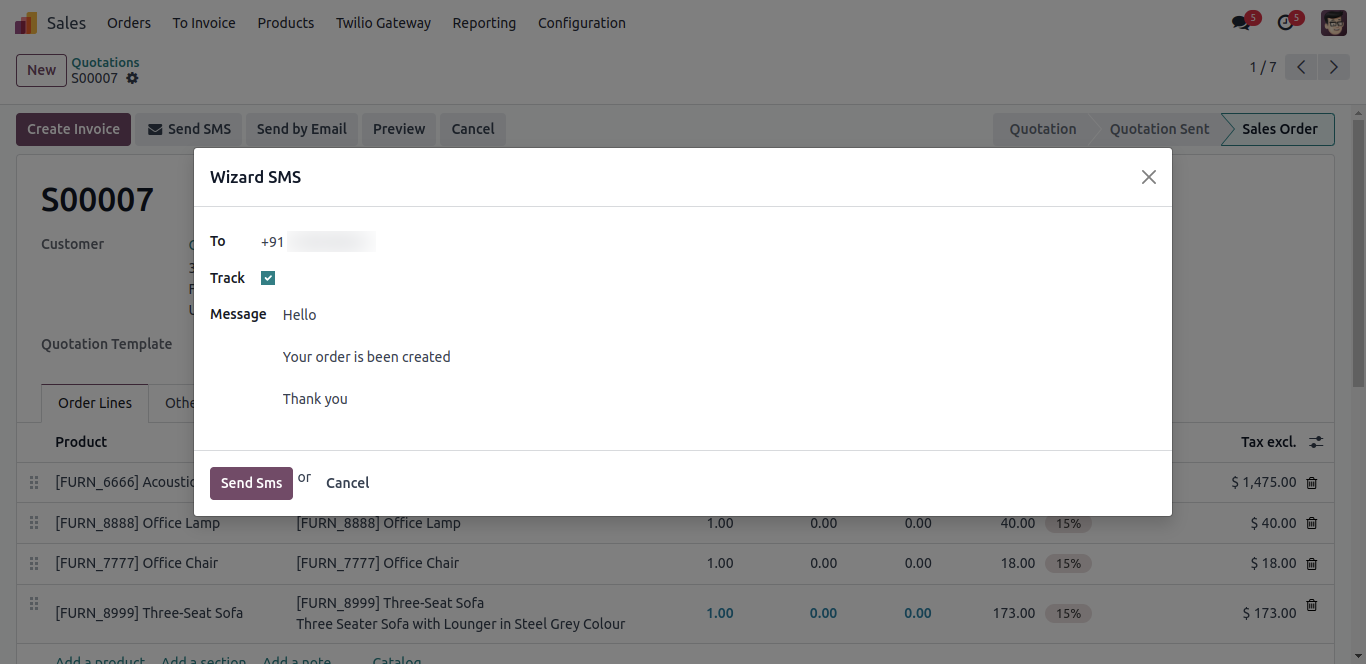 Sales Orders To Invoice Products Twilio Gateway Reporting Configuration 5 5
New Quotations
S00007 1 / 7
Create Invoice Send SMS Send by Email Preview Cancel Quotation Quotation Sent Sales Order
Wizard SMS
S00007
To +91
Customer
Track
Message Hello
Quotation Template
Your order is been created
Thank you
Order Lines
Product Tax excl.
Send Sms or Cancel
[FURN_6666] $ 1,475.00
[FURN_8888] Office Lamp [FURN_8888] Office Lamp 1.00 0.00 0.00 40.00 15% $ 40.00
[FURN_7777] Office Chair [FURN_7777] Office Chair 1.00 0.00 0.00 18.00 15% $ 18.00
[FURN_8999] Three-Seat Sofa [FURN_8999] Three-Seat Sofa 1.00 0.00 0.00 173.00 15% $ 173.00
Three Seater Sofa with Lounger in Steel Grey Colour
Add a product Add a section Add a note Catalog